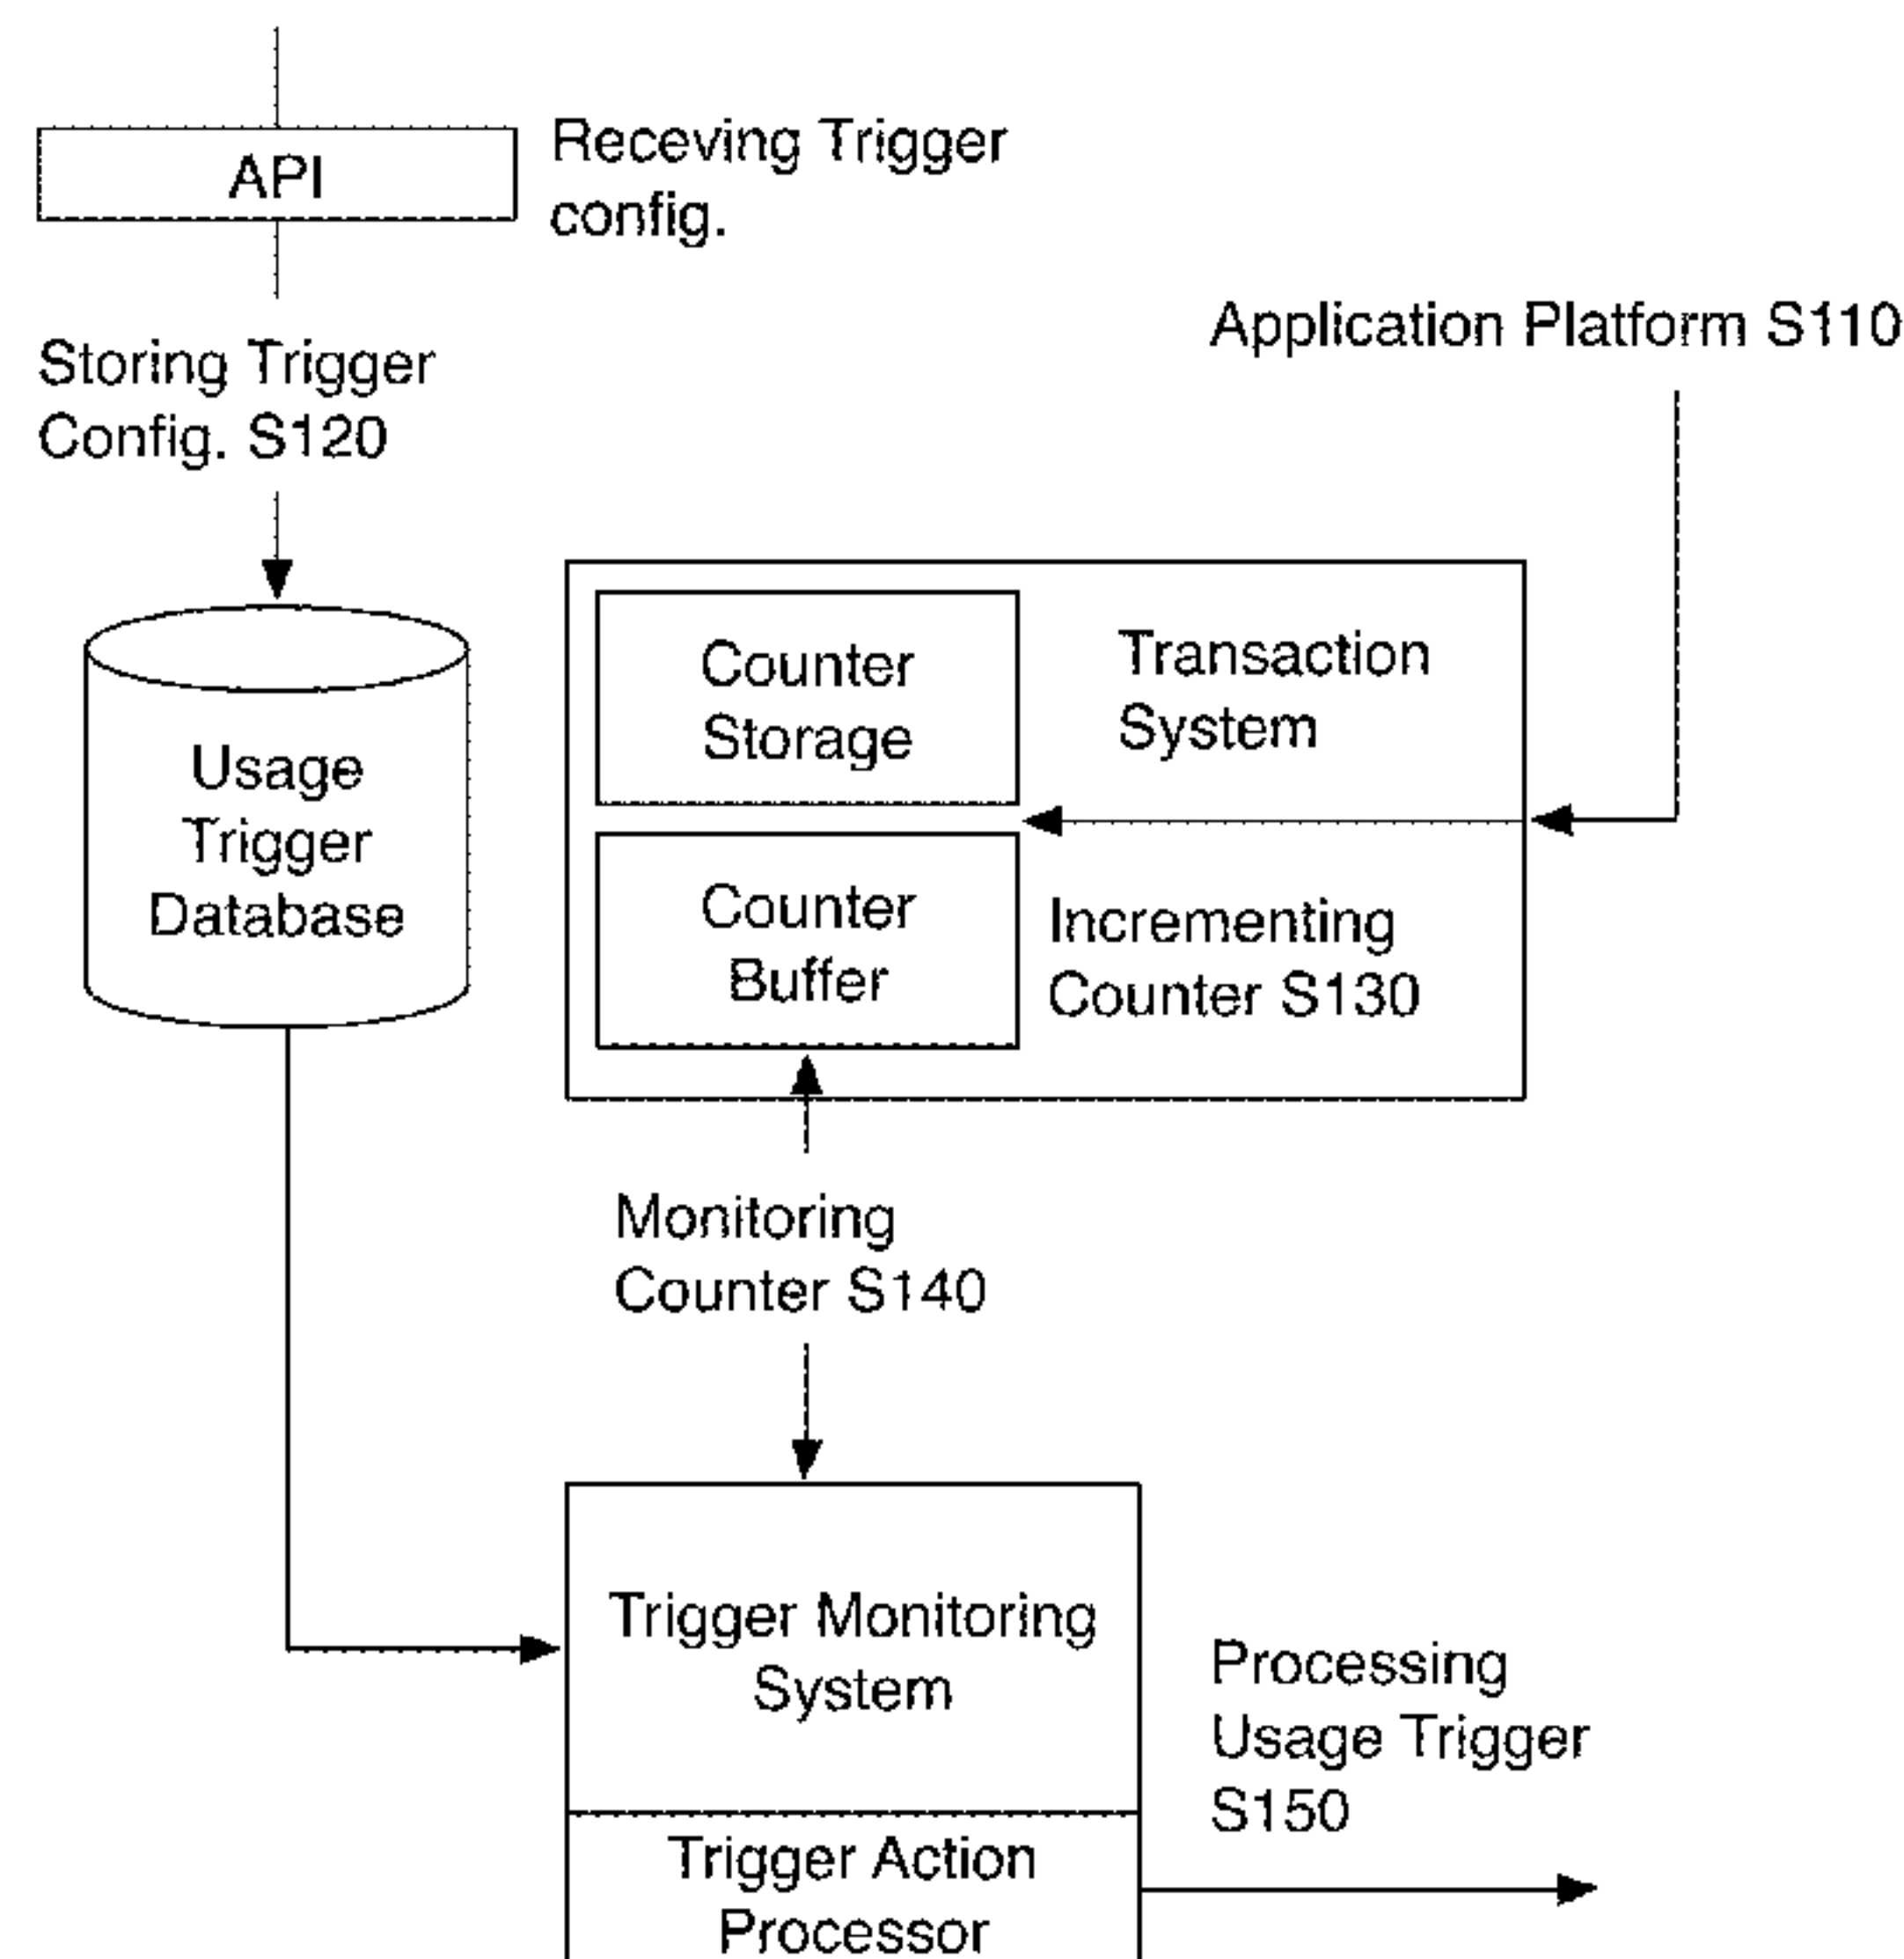 API
Receving Trigger
config.
Application Platform S110
Storing Trigger
Config. S120
Counter
Storage
Transaction
System
Usage
Trigger
Database
Counter
Buffer
Incrementing
Counter S130
Monitoring
Counter S140
Trigger Monitoring
System
Processing
Usage Trigger
S150
Trigger Action
Processor